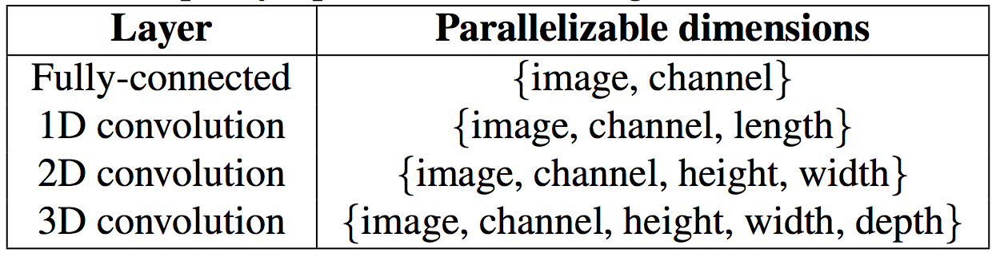 Layer Parallelizable dimensions
Fully-connected {image, channel}
1D convolution {image, channel, length}
2D convolution {image, channel, height, width}
3D convolution {image, channel, height, width, depth}